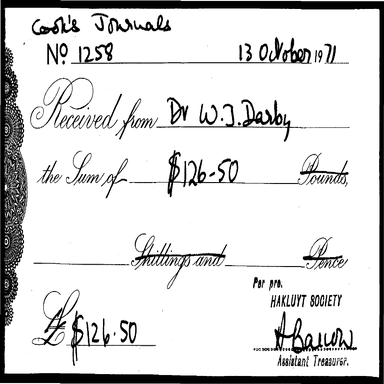 Cook's Journals
No 1258 13 October 1971
Received from Dr W.J. Darby
the Sum of $126-50 Pounds,
Shillings and Pence
Per pro.
HAKLUYT SOCIETY
£ $126.50
Assistant Treasurer.